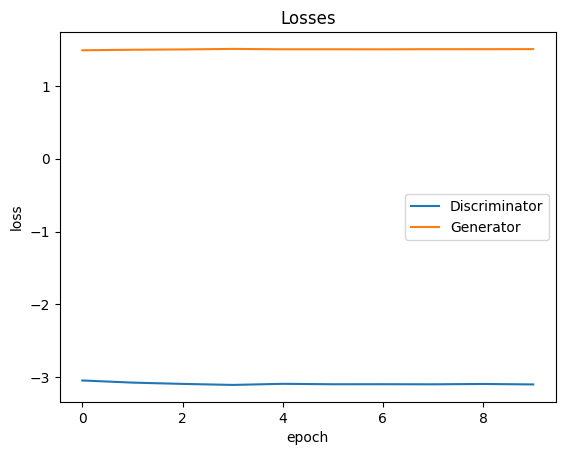 Losses
loss
1
0
−1
−2
−3
Discriminator
Generator
0
2
4
6
8
epoch